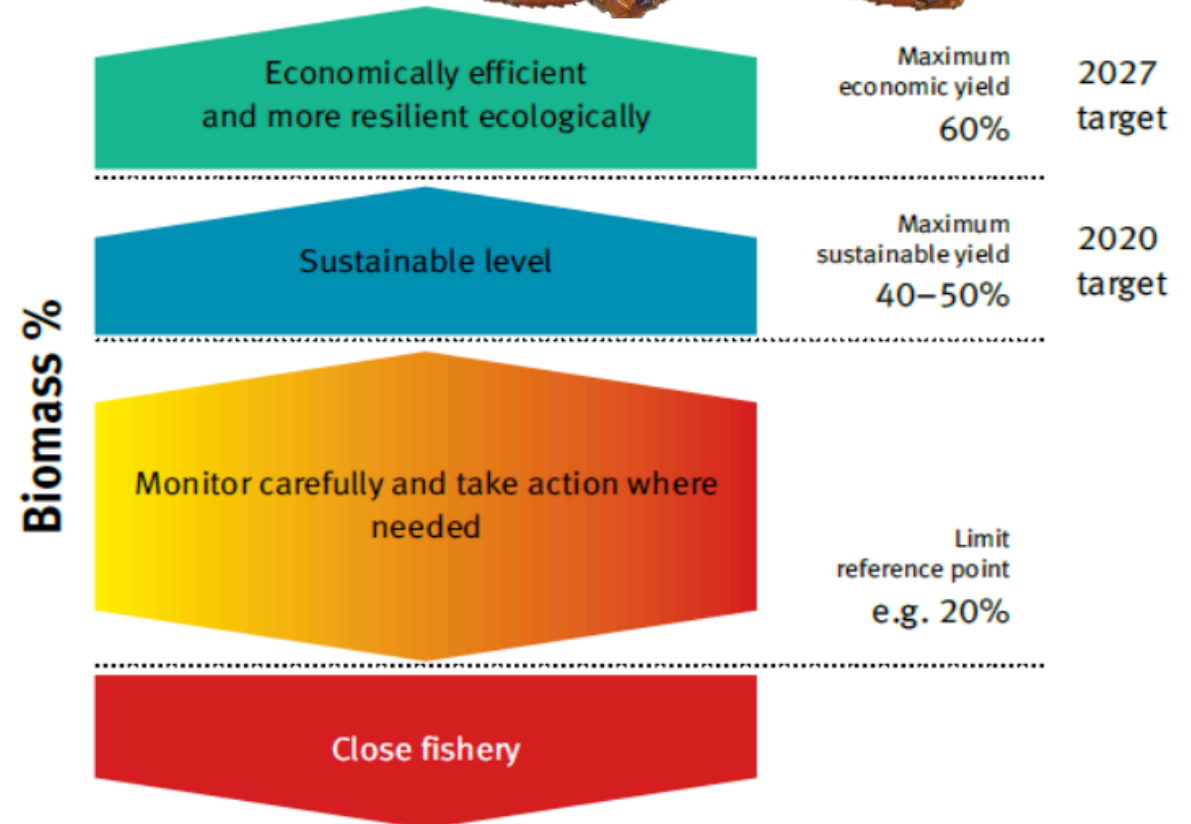 Economically efficient
and more resilient ecologically
Maximum
economic yield
60%
2027
target
Sustainable level
Maximum
sustainable yield
40–50%
2020
target
Biomass %
Monitor carefully and take action where
needed
Limit
reference point
e.g. 20%
Close fishery